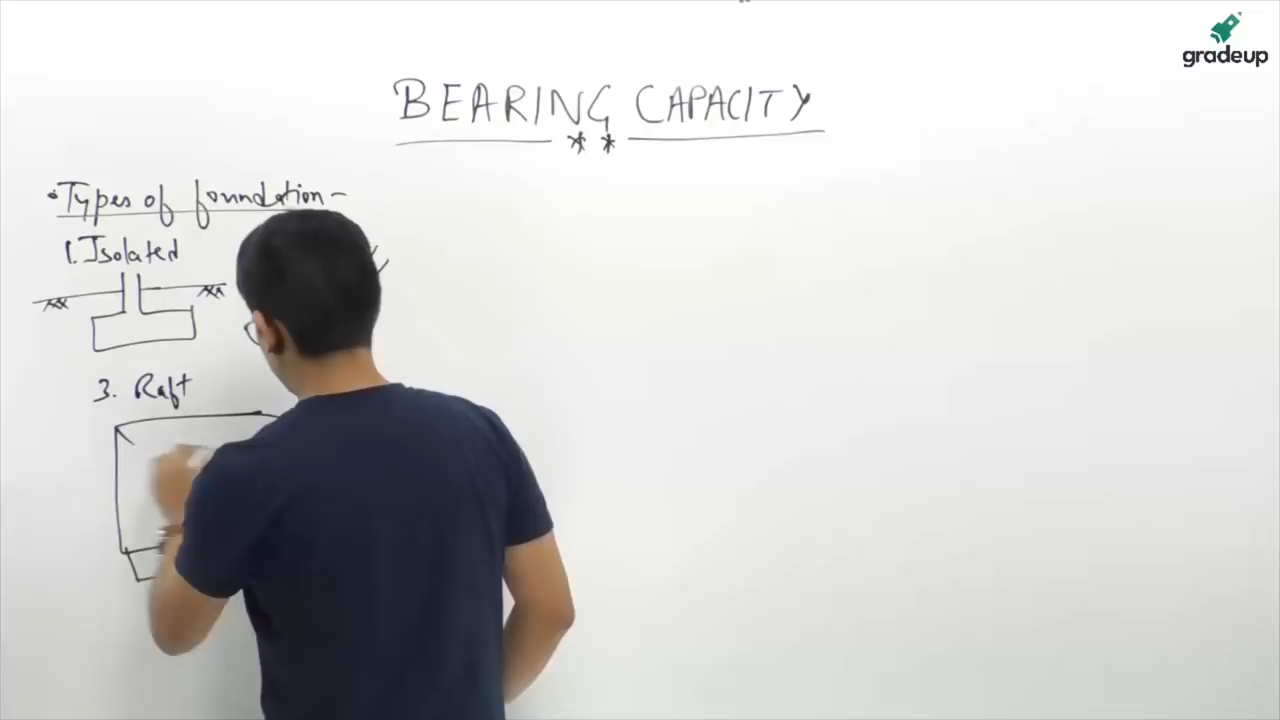 gradeup
BEARING CAPACITY
* *
• Types of foundation -
1. Isolated
3. Raft